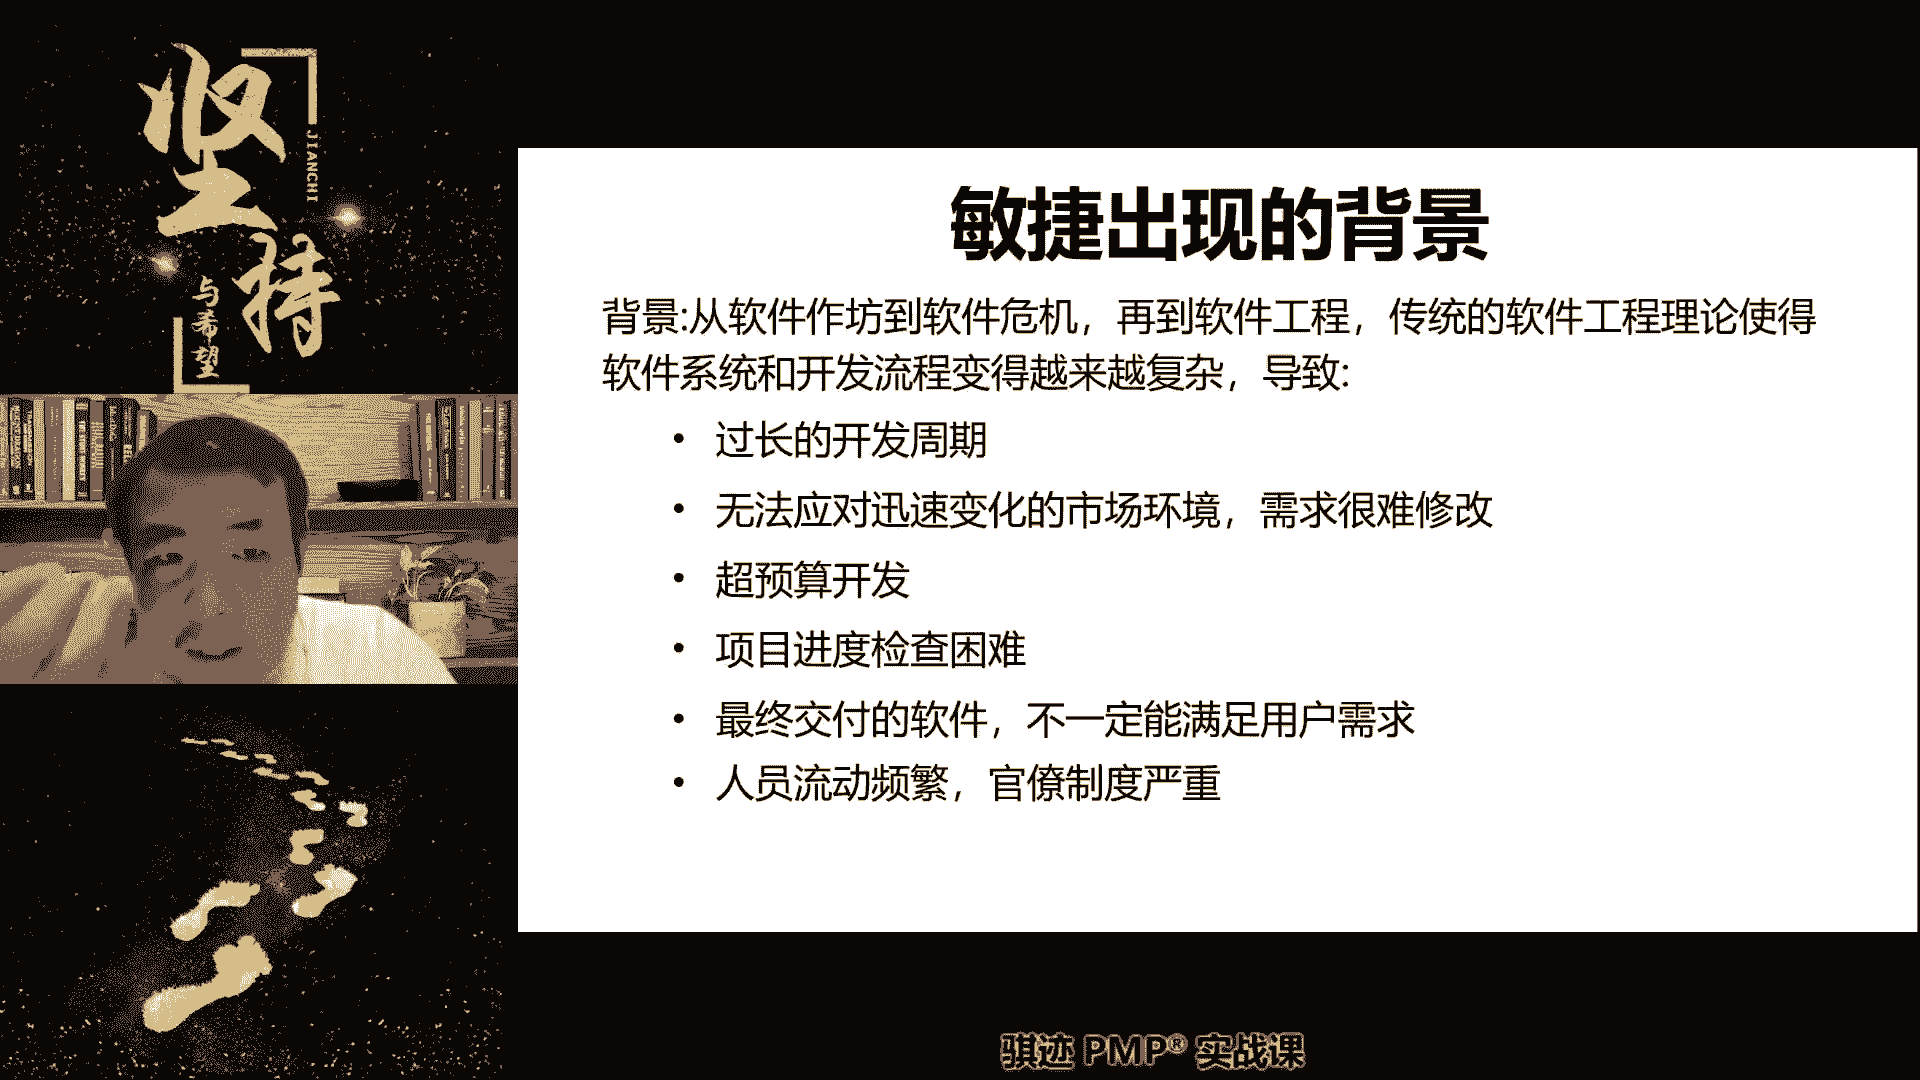 坚持
JIANCHI
与希望
敏捷出现的背景
背景:从软件作坊到软件危机，再到软件工程，传统的软件工程理论使得
软件系统和开发流程变得越来越复杂，导致:
• 过长的开发周期
• 无法应对迅速变化的市场环境，需求很难修改
• 超预算开发
• 项目进度检查困难
• 最终交付的软件，不一定能满足用户需求
• 人员流动频繁，官僚制度严重
骐迹 PMP® 实战课